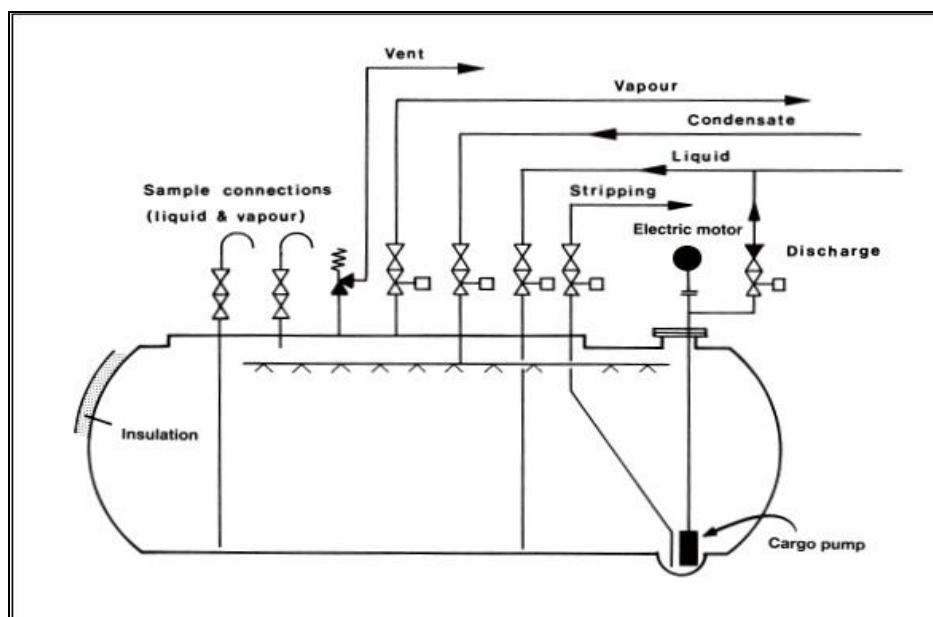 Vent
Vapour
Condensate
Liquid
Sample connections
(liquid & vapour)
Stripping
Electric motor
Discharge
Insulation
Cargo pump